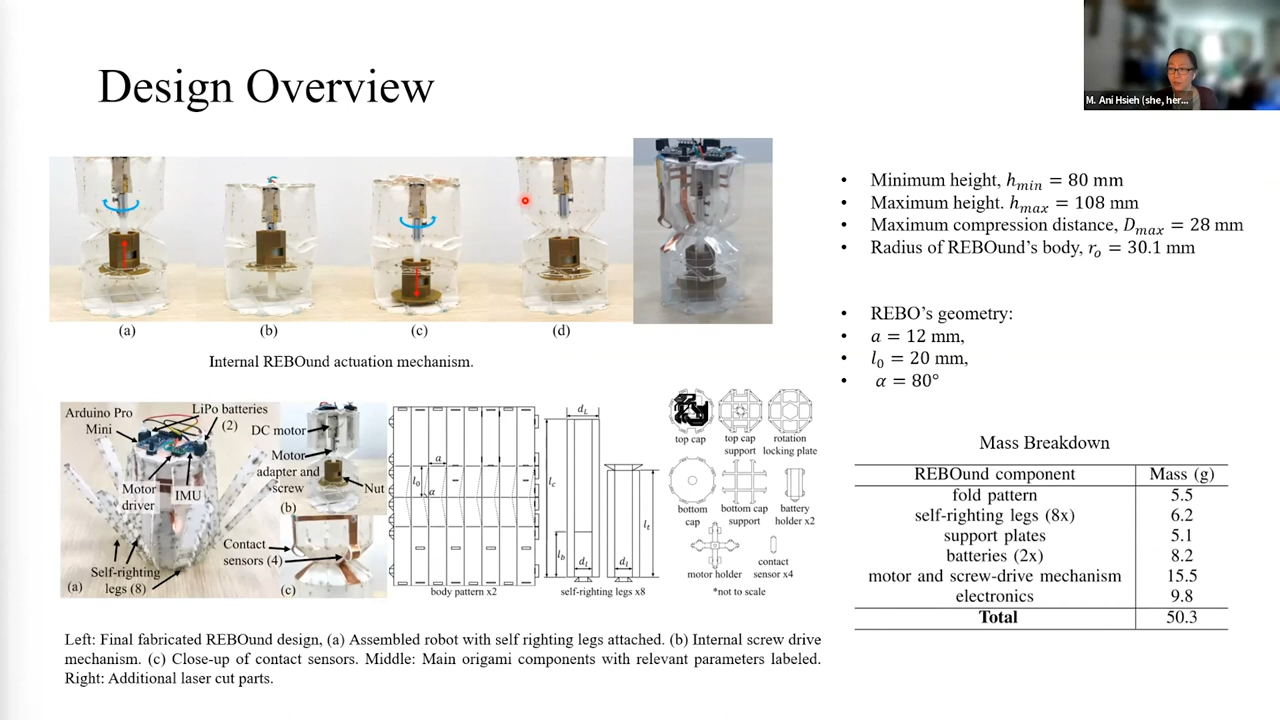 Design Overview
M. Ani Hsieh (she, her...
(a)
(b)
(c)
(d)
Internal REBOund actuation mechanism.
• Minimum height, hₘᵢₙ = 80 mm
• Maximum height. hₘₐₓ = 108 mm
• Maximum compression distance, Dₘₐₓ = 28 mm
• Radius of REBOund's body, rₒ = 30.1 mm
• REBO's geometry:
• a = 12 mm,
• l₀ = 20 mm,
• α = 80°
Arduino Pro
Mini
LiPo batteries
(2)
Motor
driver
IMU
Self-righting
legs (8)
(a)
DC motor
Motor
adapter and
screw
Nut
(b)
Contact
sensors (4)
(c)
a
l₀
α
body pattern x2
d_L
l_c
l_b
d_l
l_t
d_l
self-righting legs x8
top cap
top cap
support
rotation
locking plate
bottom
cap
bottom cap
support
battery
holder x2
motor holder
contact
sensor x4
*not to scale
Left: Final fabricated REBOund design, (a) Assembled robot with self righting legs attached. (b) Internal screw drive
mechanism. (c) Close-up of contact sensors. Middle: Main origami components with relevant parameters labeled.
Right: Additional laser cut parts.
Mass Breakdown
REBOund component Mass (g)
fold pattern 5.5
self-righting legs (8x) 6.2
support plates 5.1
batteries (2x) 8.2
motor and screw-drive mechanism 15.5
electronics 9.8
Total 50.3